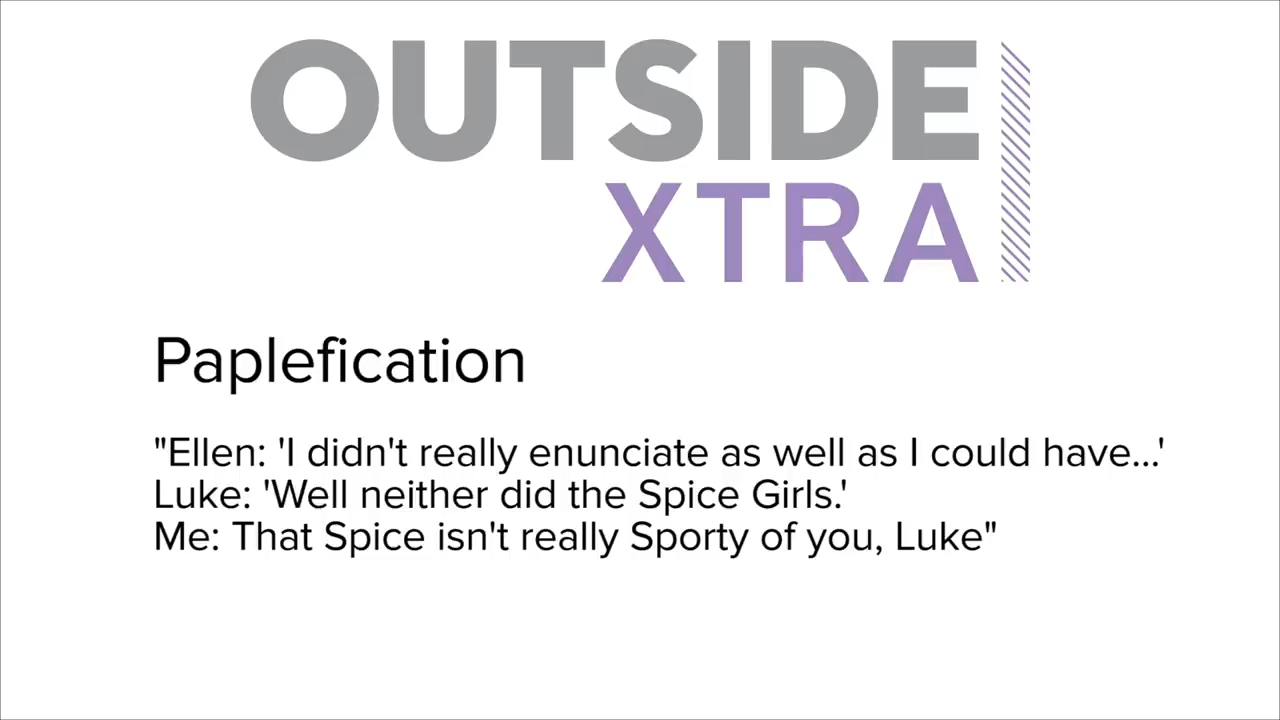 OUTSIDE
XTRA
Paplefication
"Ellen: 'I didn't really enunciate as well as I could have...'
Luke: 'Well neither did the Spice Girls.'
Me: That Spice isn't really Sporty of you, Luke"